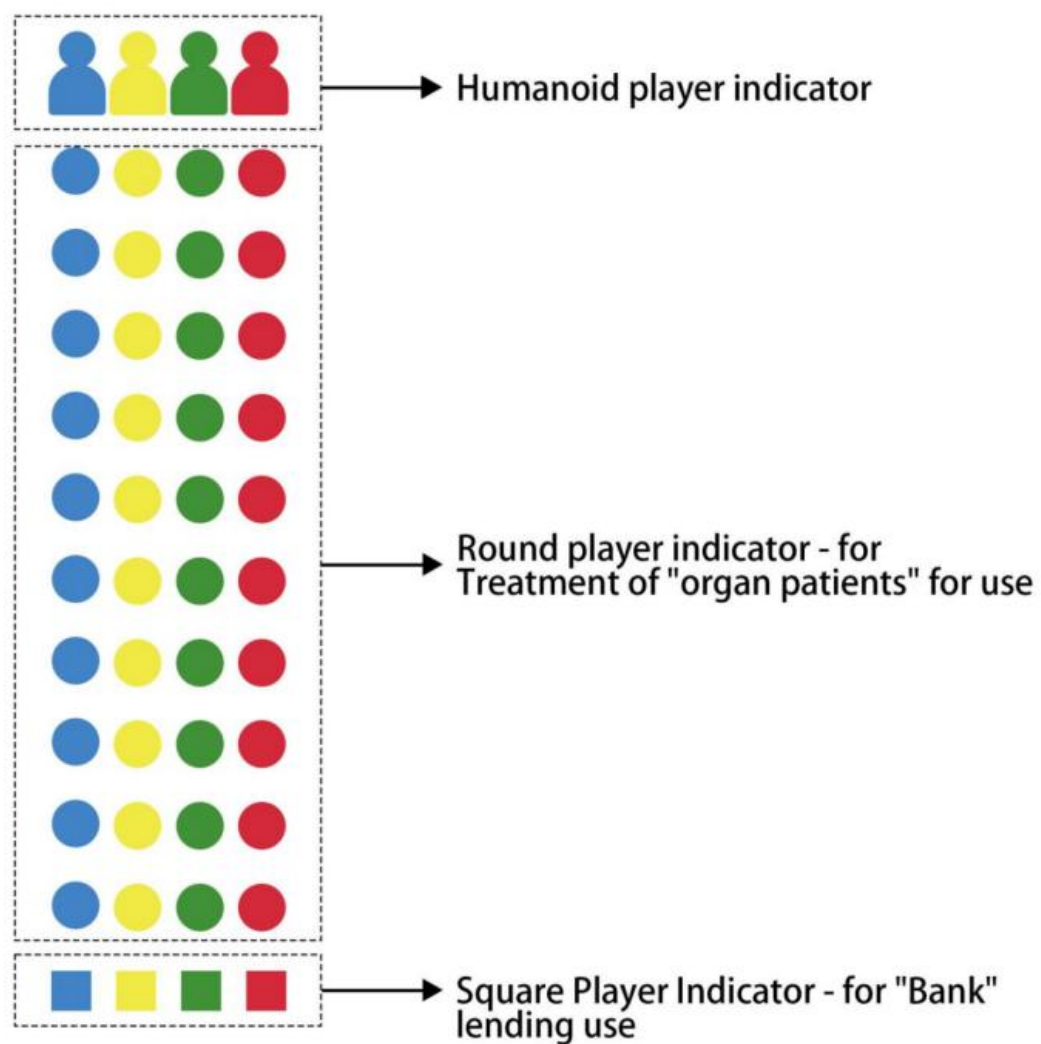 Humanoid player indicator
Round player indicator - for
Treatment of "organ patients" for use
Square Player Indicator - for "Bank"
lending use